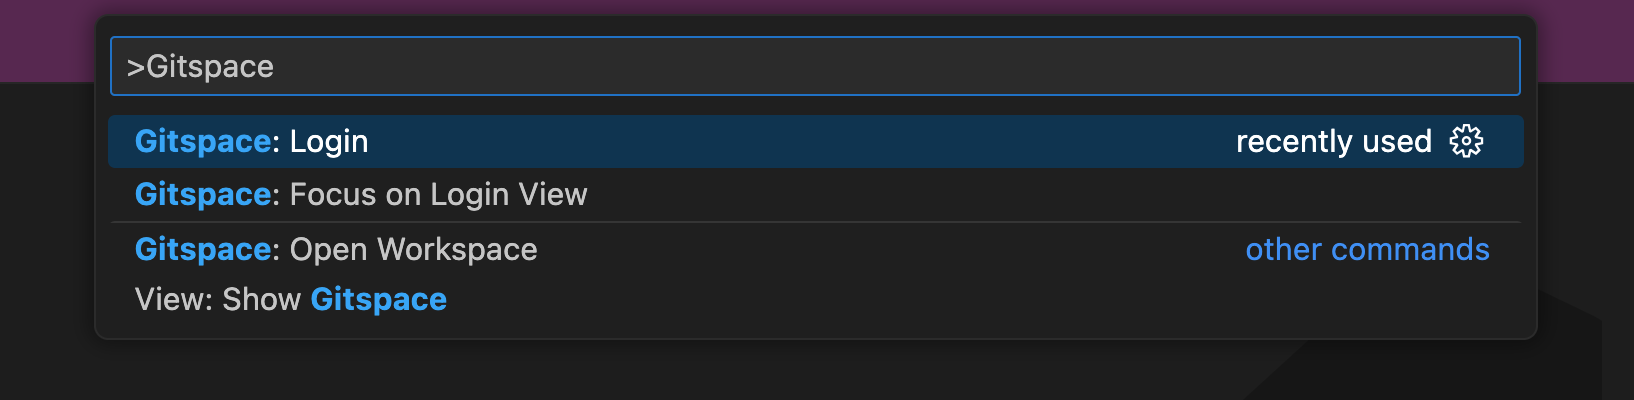 >Gitspace
Gitspace: Login recently used
Gitspace: Focus on Login View
Gitspace: Open Workspace other commands
View: Show Gitspace